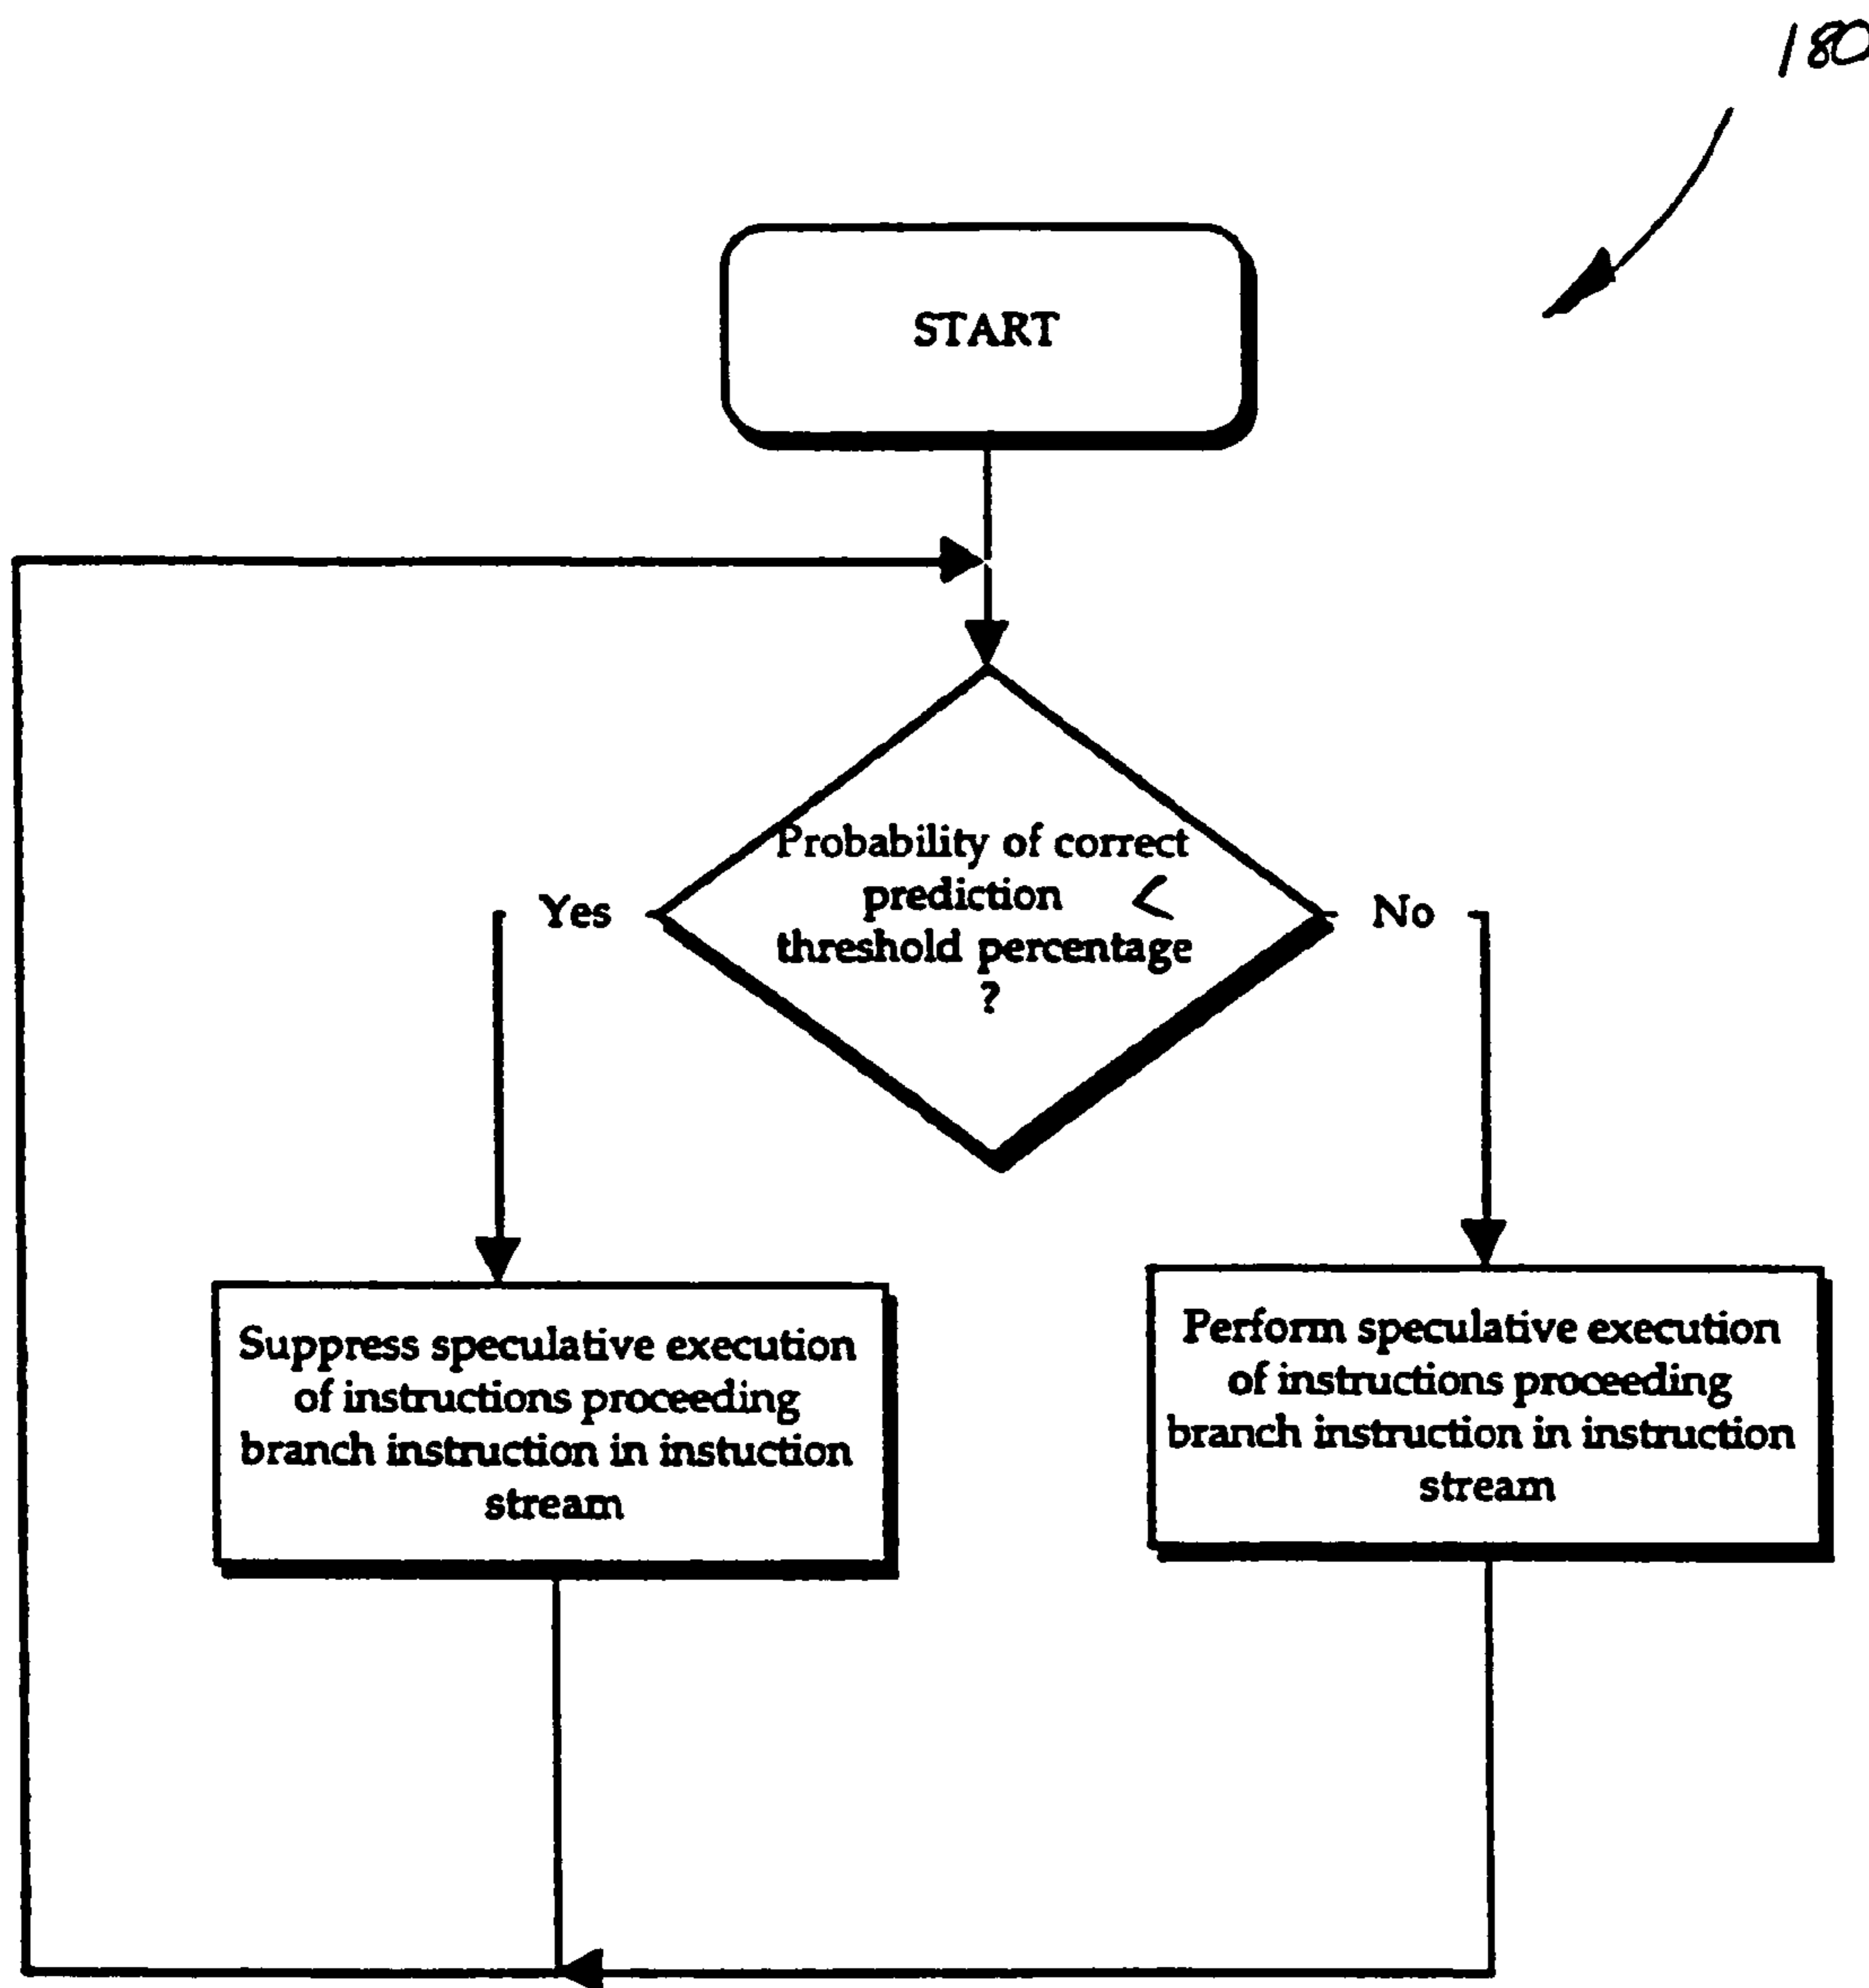 180
START
Probability of correct
prediction <
threshold percentage
?
Yes
No
Suppress speculative execution
of instructions proceeding
branch instruction in instuction
stream
Perform speculative execution
of instructions proceeding
branch instruction in instruction
stream